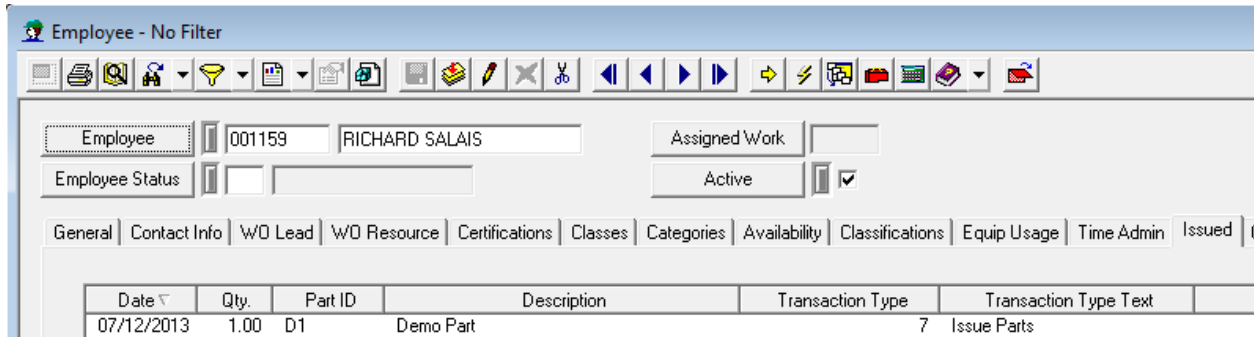 Employee - No Filter
Employee 001159 RICHARD SALAIS Assigned Work
Employee Status Active
General Contact Info WO Lead WO Resource Certifications Classes Categories Availability Classifications Equip Usage Time Admin Issued
Date Qty. Part ID Description Transaction Type Transaction Type Text
07/12/2013 1.00 D1 Demo Part 7 Issue Parts